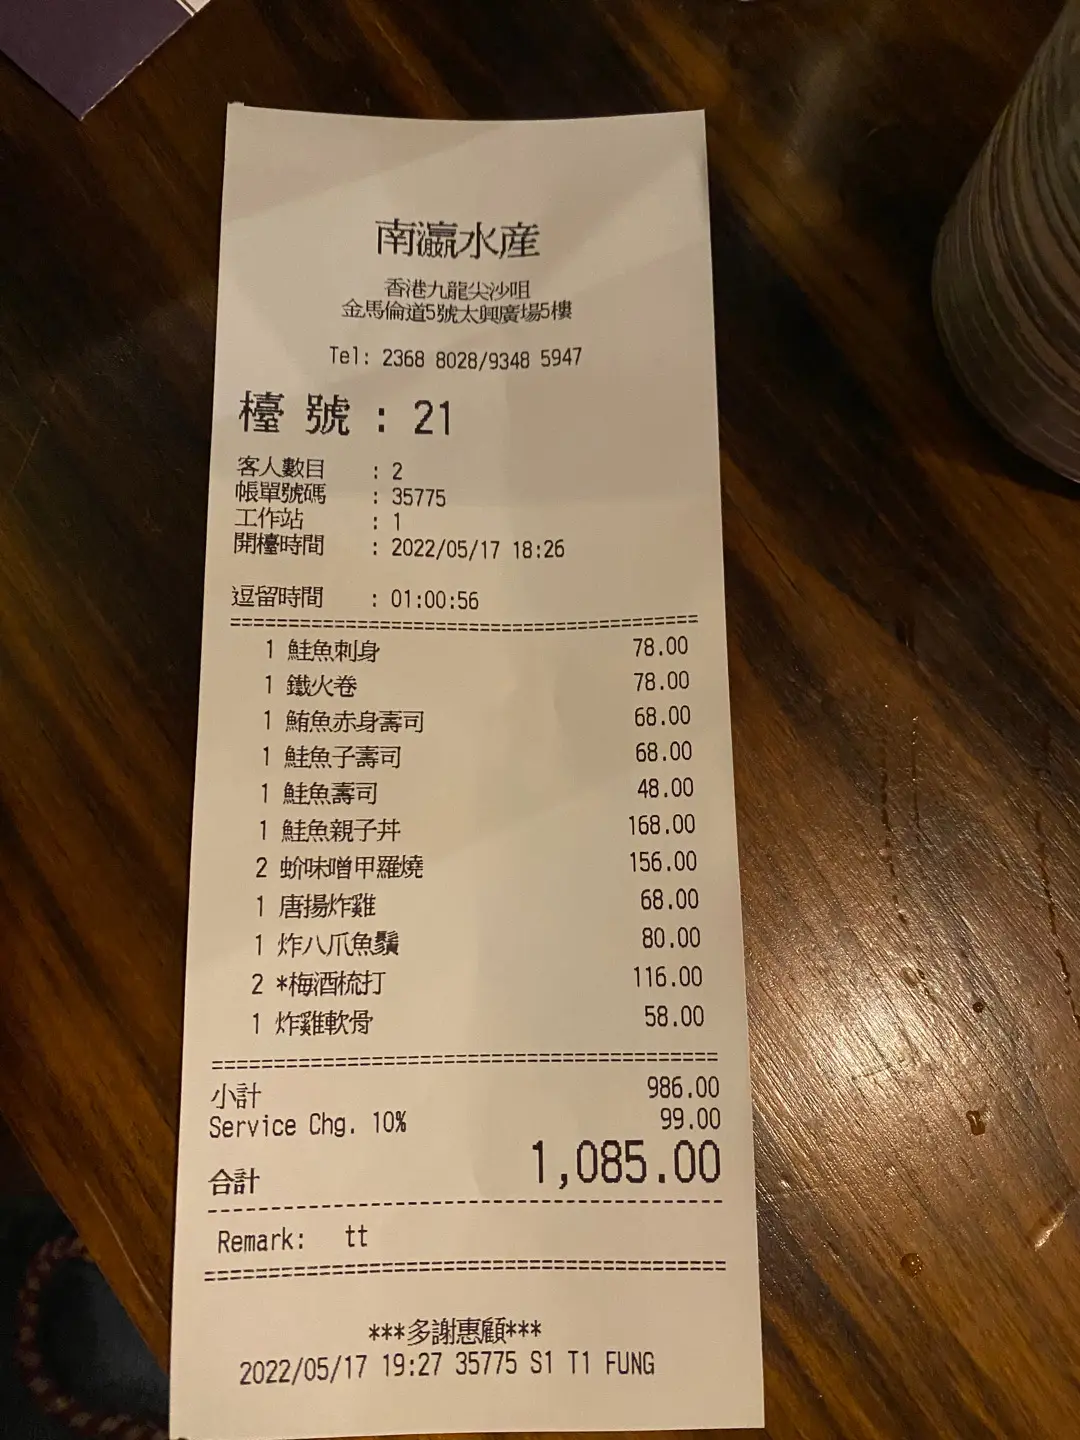 南瀛水産
香港九龍尖沙咀
金馬倫道5號太興廣場5樓
Tel: 2368 8028/9348 5947
檯 號 : 21
客人數目 : 2
帳單號碼 : 35775
工作站 : 1
開檯時間 : 2022/05/17 18:26
逗留時間 : 01:00:56
1 鮭魚刺身 78.00
1 鐵火卷 78.00
1 鮪魚赤身壽司 68.00
1 鮭魚子壽司 68.00
1 鮭魚壽司 48.00
1 鮭魚親子丼 168.00
2 蚧味噌甲羅燒 156.00
1 唐揚炸雞 68.00
1 炸八爪魚鬚 80.00
2 *梅酒梳打 116.00
1 炸雞軟骨 58.00
小計 986.00
Service Chg. 10% 99.00
合計 1,085.00
Remark: tt
***多謝惠顧***
2022/05/17 19:27 35775 S1 T1 FUNG